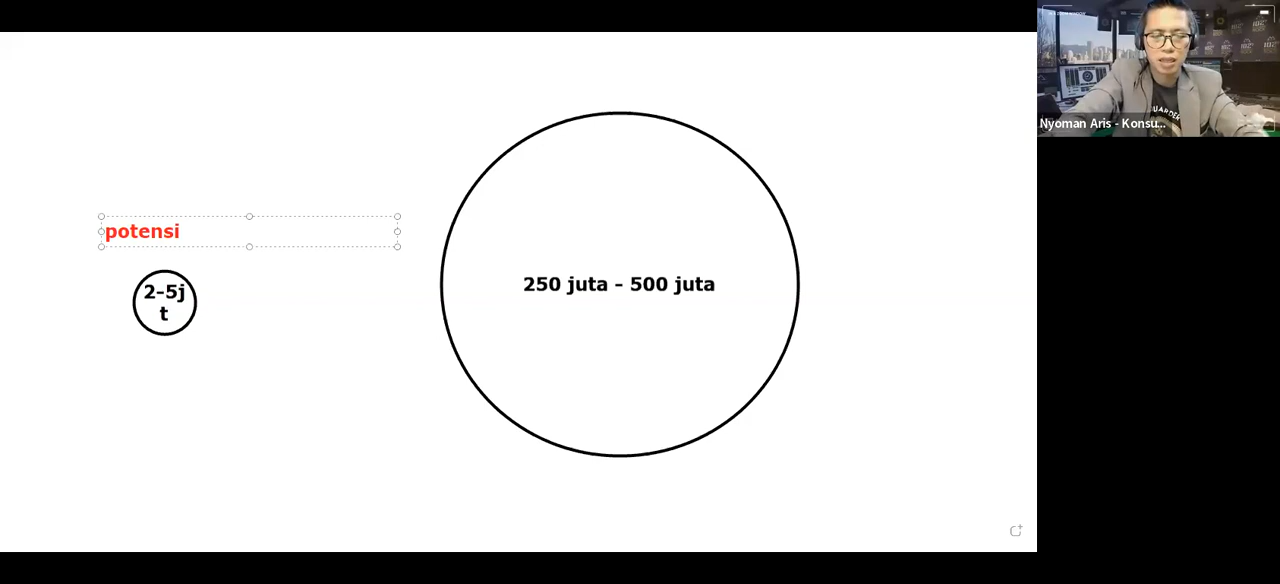 potensi
2-5j
t
250 juta - 500 juta
Nyoman Aris - Konsu...